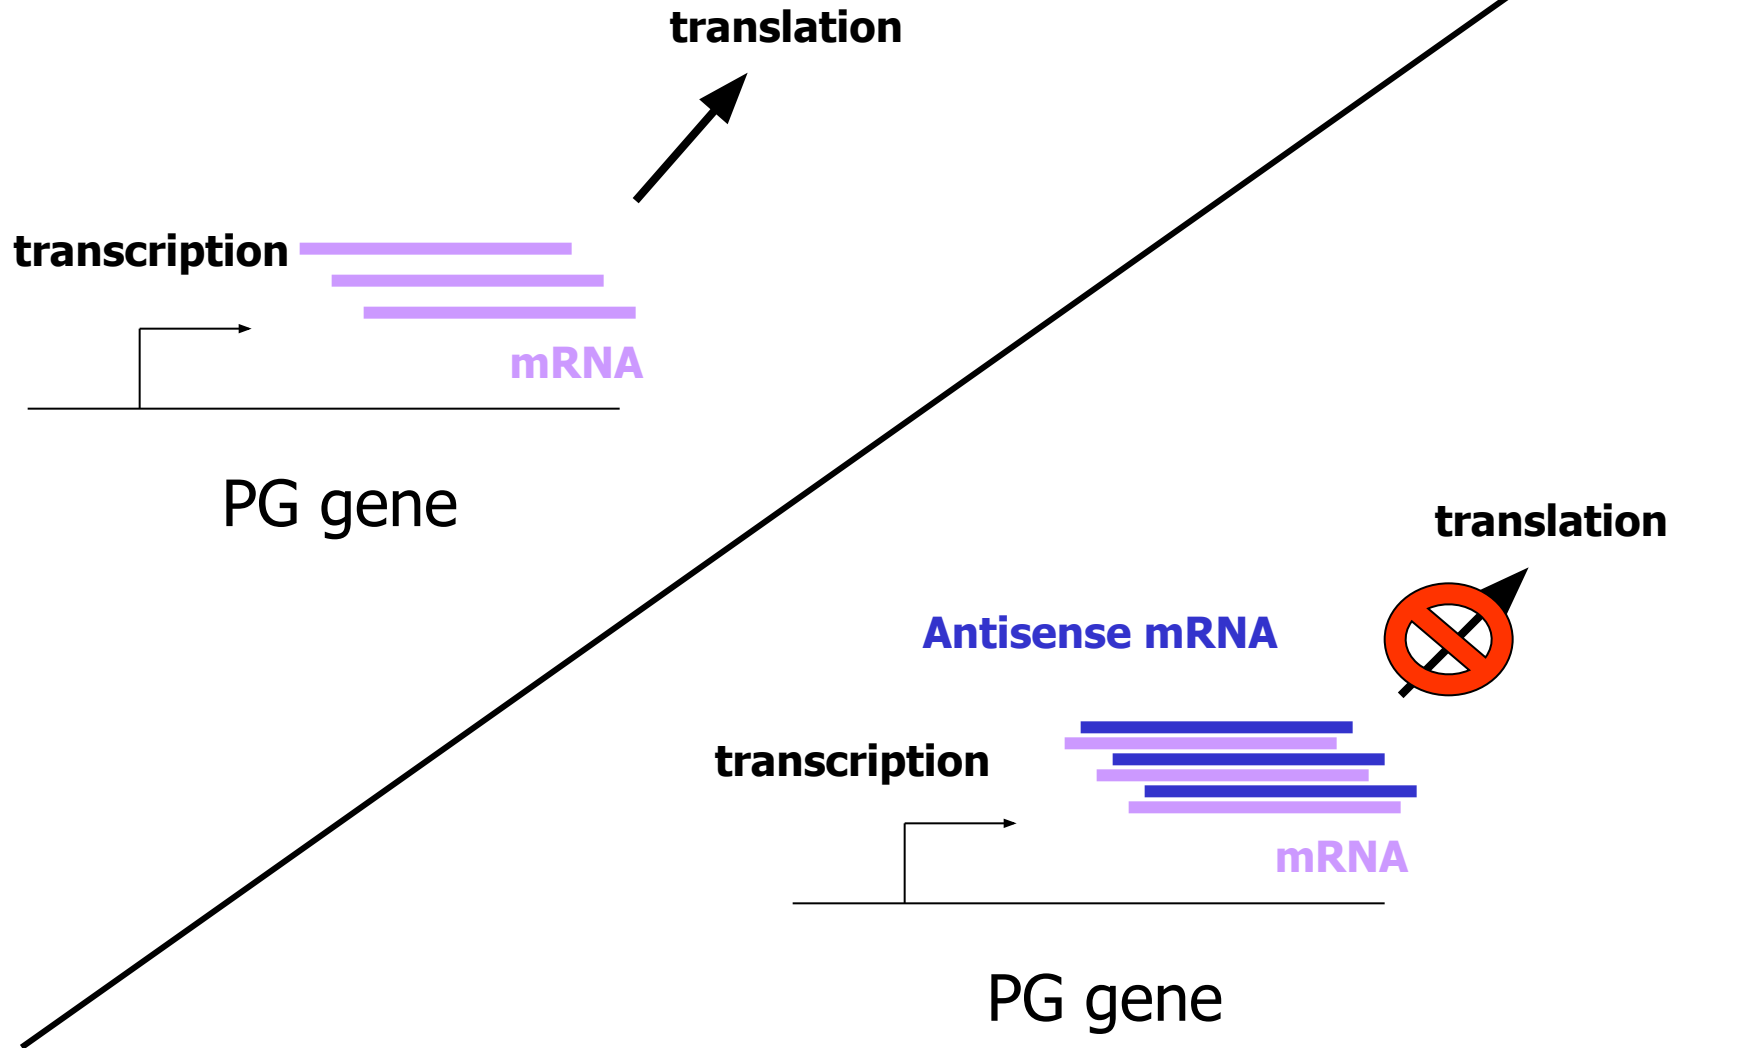 translation
transcription
mRNA
PG gene
translation
Antisense mRNA
transcription
mRNA
PG gene